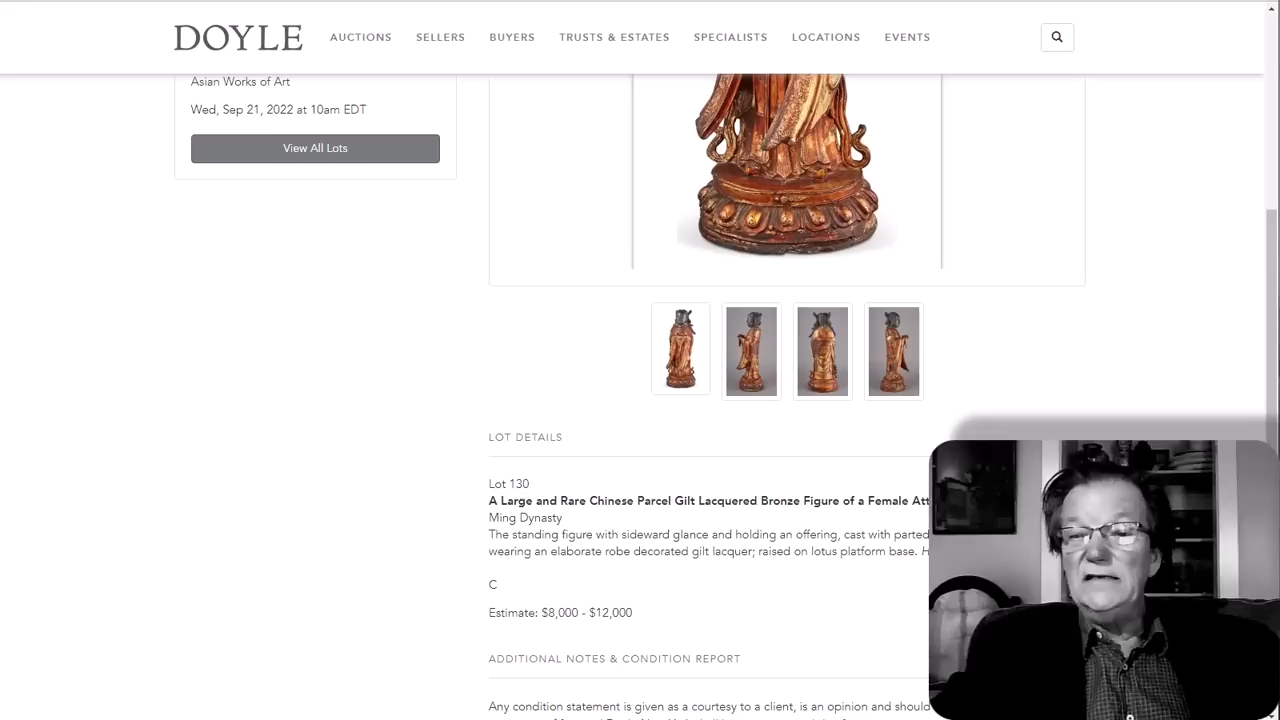 DOYLE AUCTIONS SELLERS BUYERS TRUSTS & ESTATES SPECIALISTS LOCATIONS EVENTS
Asian Works of Art
Wed, Sep 21, 2022 at 10am EDT
View All Lots
LOT DETAILS
Lot 130
A Large and Rare Chinese Parcel Gilt Lacquered Bronze Figure of a Female Att
Ming Dynasty
The standing figure with sideward glance and holding an offering, cast with parted
wearing an elaborate robe decorated gilt lacquer; raised on lotus platform base. H
C
Estimate: $8,000 - $12,000
ADDITIONAL NOTES & CONDITION REPORT
Any condition statement is given as a courtesy to a client, is an opinion and should